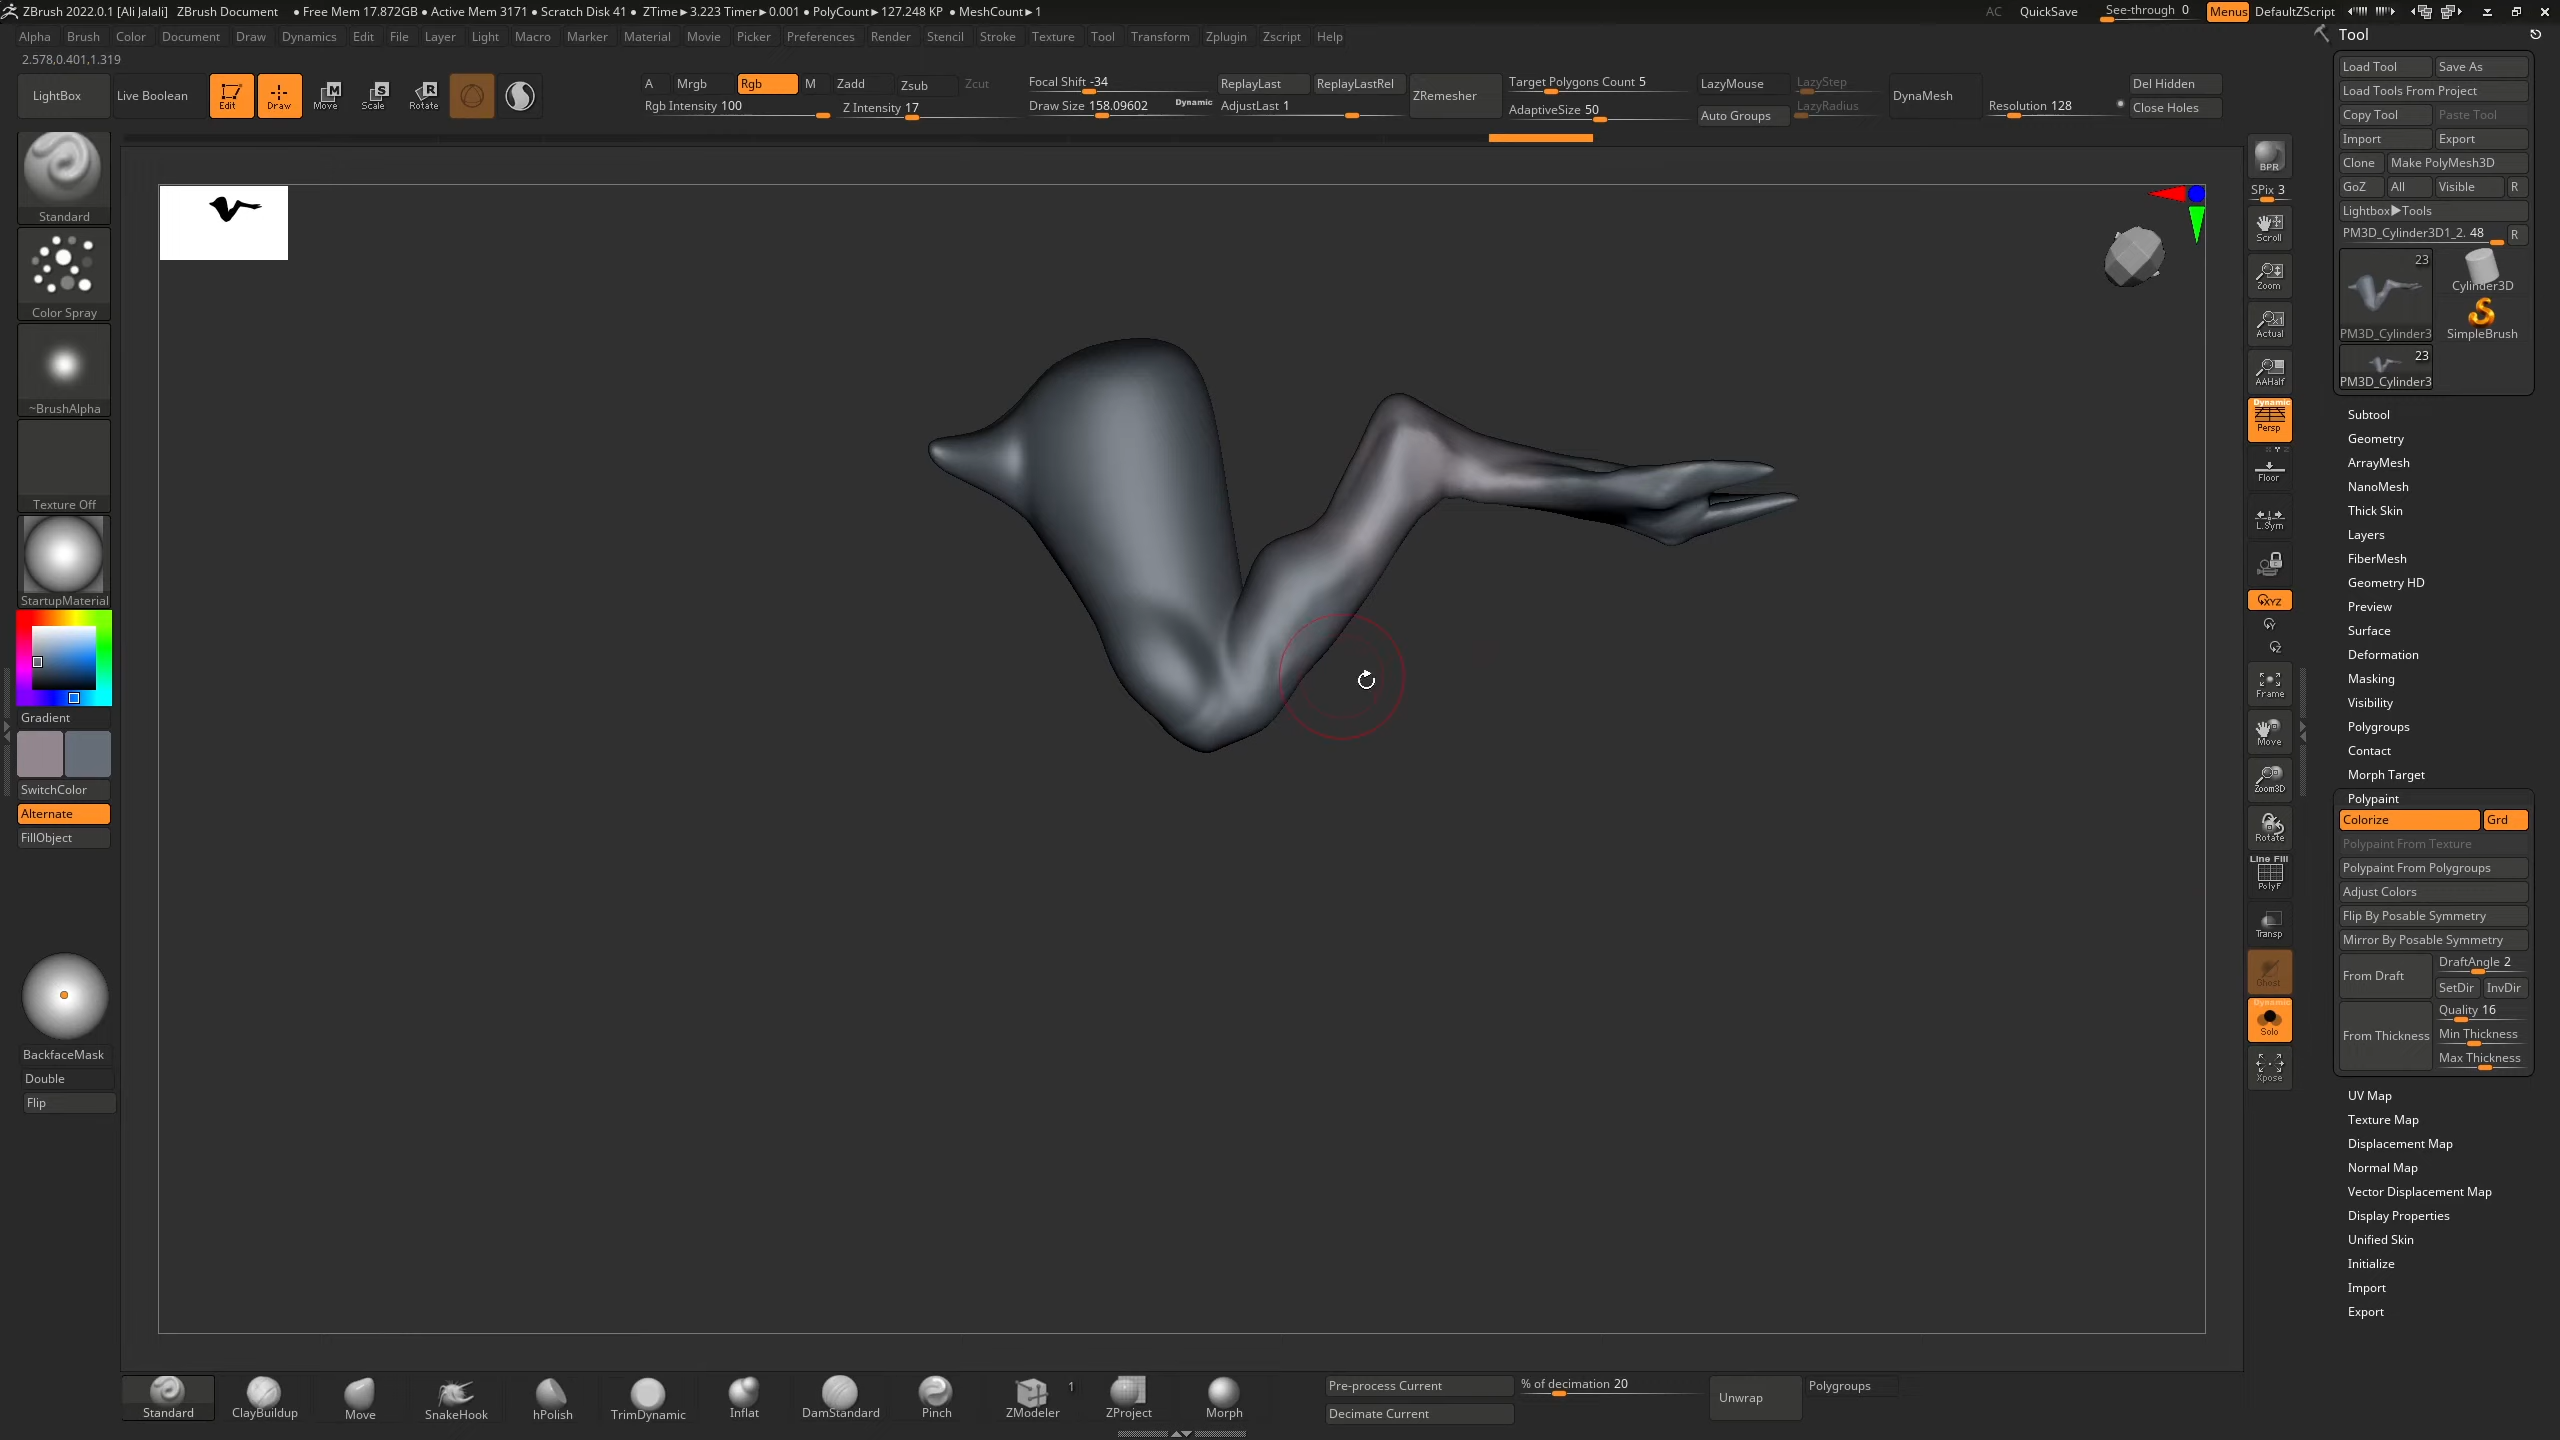 ZBrush 2022.0.1 [Ali Jalali] ZBrush Document • Free Mem 17.872GB • Active Mem 3171 • Scratch Disk 41 • ZTime▸3.223 Timer▸0.001 • PolyCount▸127.248 KP • MeshCount▸1 AC QuickSave See-through 0 Menus DefaultZScript
Alpha Brush Color Document Draw Dynamics Edit File Layer Light Macro Marker Material Movie Picker Preferences Render Stencil Stroke Texture Tool Transform Zplugin Zscript Help
2.578,0.401,1.319
LightBox Live Boolean Edit Draw Move Scale Rotate
A Mrgb Rgb M Zadd Zsub Zcut
Rgb Intensity 100 Z Intensity 17
Focal Shift -34
Draw Size 158.09602 Dynamic
ReplayLast ReplayLastRel
AdjustLast 1
ZRemesher
Target Polygons Count 5
AdaptiveSize 50
LazyMouse LazyStep
Auto Groups LazyRadius
DynaMesh
Resolution 128
Del Hidden
Close Holes
Standard
Color Spray
~BrushAlpha
Texture Off
StartupMaterial
Gradient
SwitchColor
Alternate
FillObject
BackfaceMask
Double
Flip
BPR
SPix 3
Scroll
Zoom
Actual
AAHalf
Dynamic
Persp
Floor
L.Sym
XYZ
Y
Z
Frame
Move
Zoom3D
Rotate
Line Fill
PolyF
Transp
Ghost
Dynamic
Solo
Xpose
Tool
Load Tool Save As
Load Tools From Project
Copy Tool Paste Tool
Import Export
Clone Make PolyMesh3D
GoZ All Visible R
Lightbox▸Tools
PM3D_Cylinder3D1_2. 48 R
23
Cylinder3D
PM3D_Cylinder3 SimpleBrush
23
PM3D_Cylinder3
Subtool
Geometry
ArrayMesh
NanoMesh
Thick Skin
Layers
FiberMesh
Geometry HD
Preview
Surface
Deformation
Masking
Visibility
Polygroups
Contact
Morph Target
Polypaint
Colorize Grd
Polypaint From Texture
Polypaint From Polygroups
Adjust Colors
Flip By Posable Symmetry
Mirror By Posable Symmetry
From Draft DraftAngle 2
SetDir InvDir
Quality 16
From Thickness Min Thickness
Max Thickness
UV Map
Texture Map
Displacement Map
Normal Map
Vector Displacement Map
Display Properties
Unified Skin
Initialize
Import
Export
Standard ClayBuildup Move SnakeHook hPolish TrimDynamic Inflat DamStandard Pinch ZModeler 1 ZProject Morph
Pre-process Current % of decimation 20
Decimate Current
Unwrap Polygroups